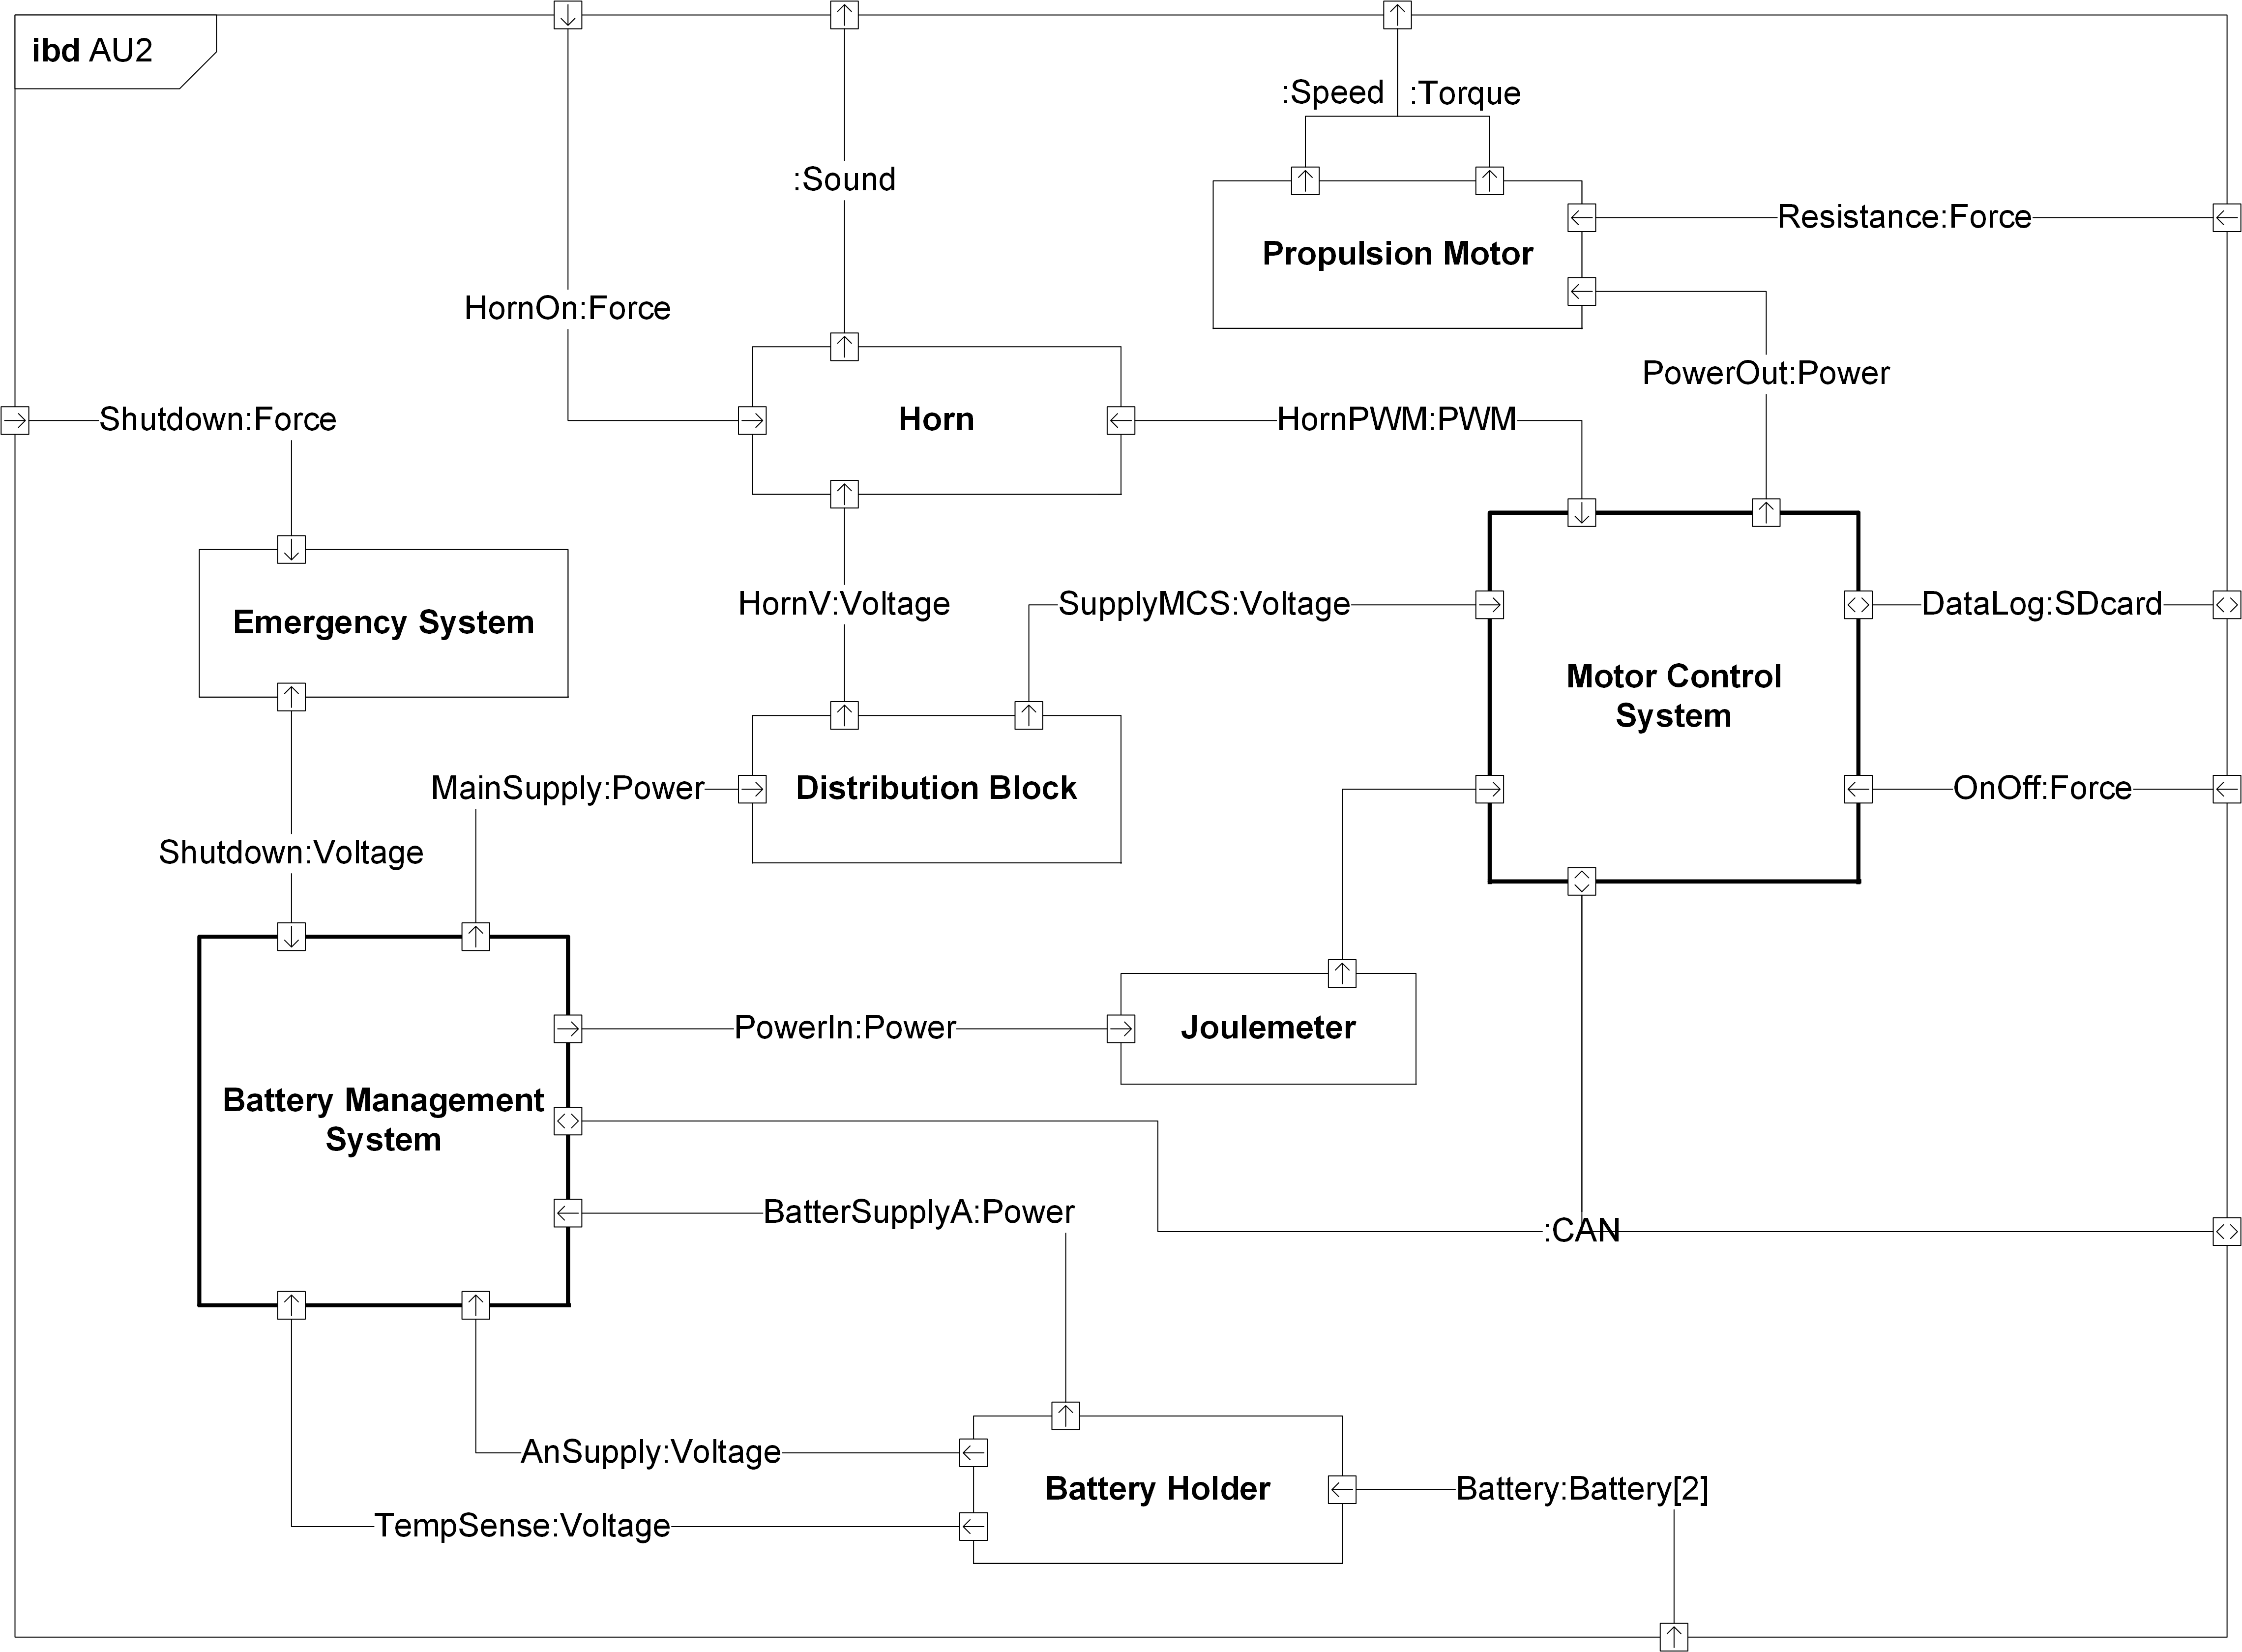 ibd AU2
:Speed
:Torque
:Sound
Resistance:Force
Propulsion Motor
HornOn:Force
PowerOut:Power
Shutdown:Force
Horn
HornPWM:PWM
HornV:Voltage
SupplyMCS:Voltage
DataLog:SDcard
Emergency System
Motor Control
System
MainSupply:Power
Distribution Block
OnOff:Force
Shutdown:Voltage
PowerIn:Power
Joulemeter
Battery Management
System
BatterSupplyA:Power
:CAN
AnSupply:Voltage
Battery Holder
Battery:Battery[2]
TempSense:Voltage